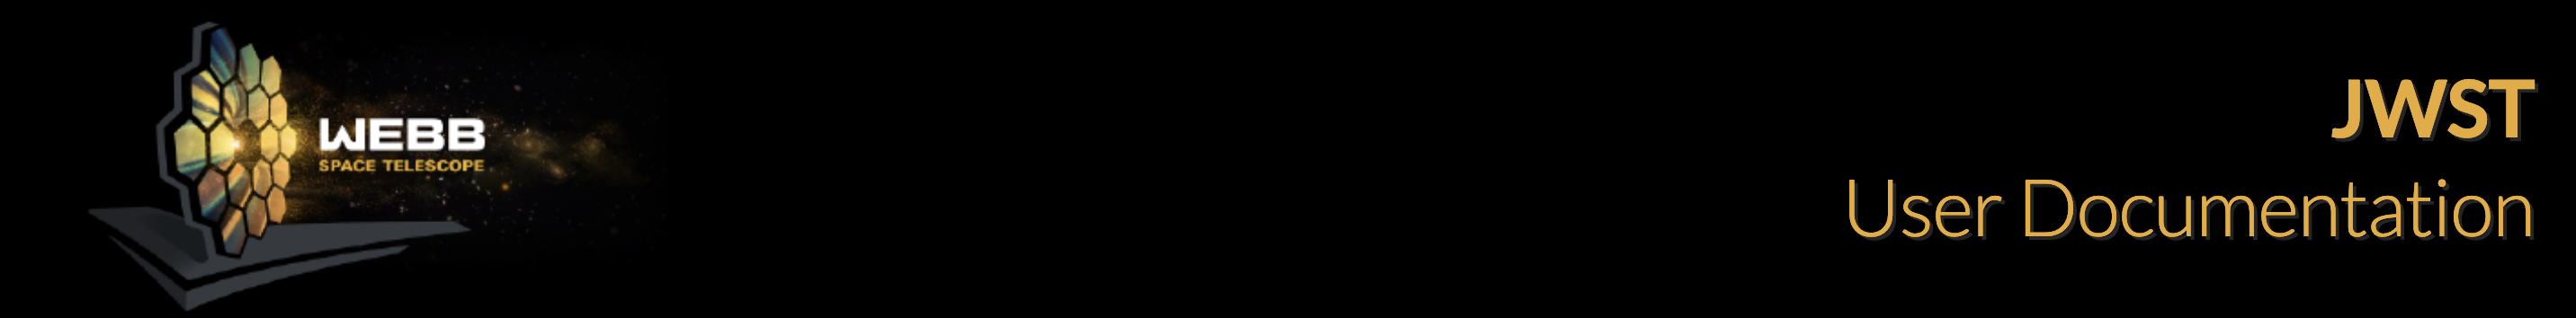 WEBB
SPACE TELESCOPE
JWST
User Documentation